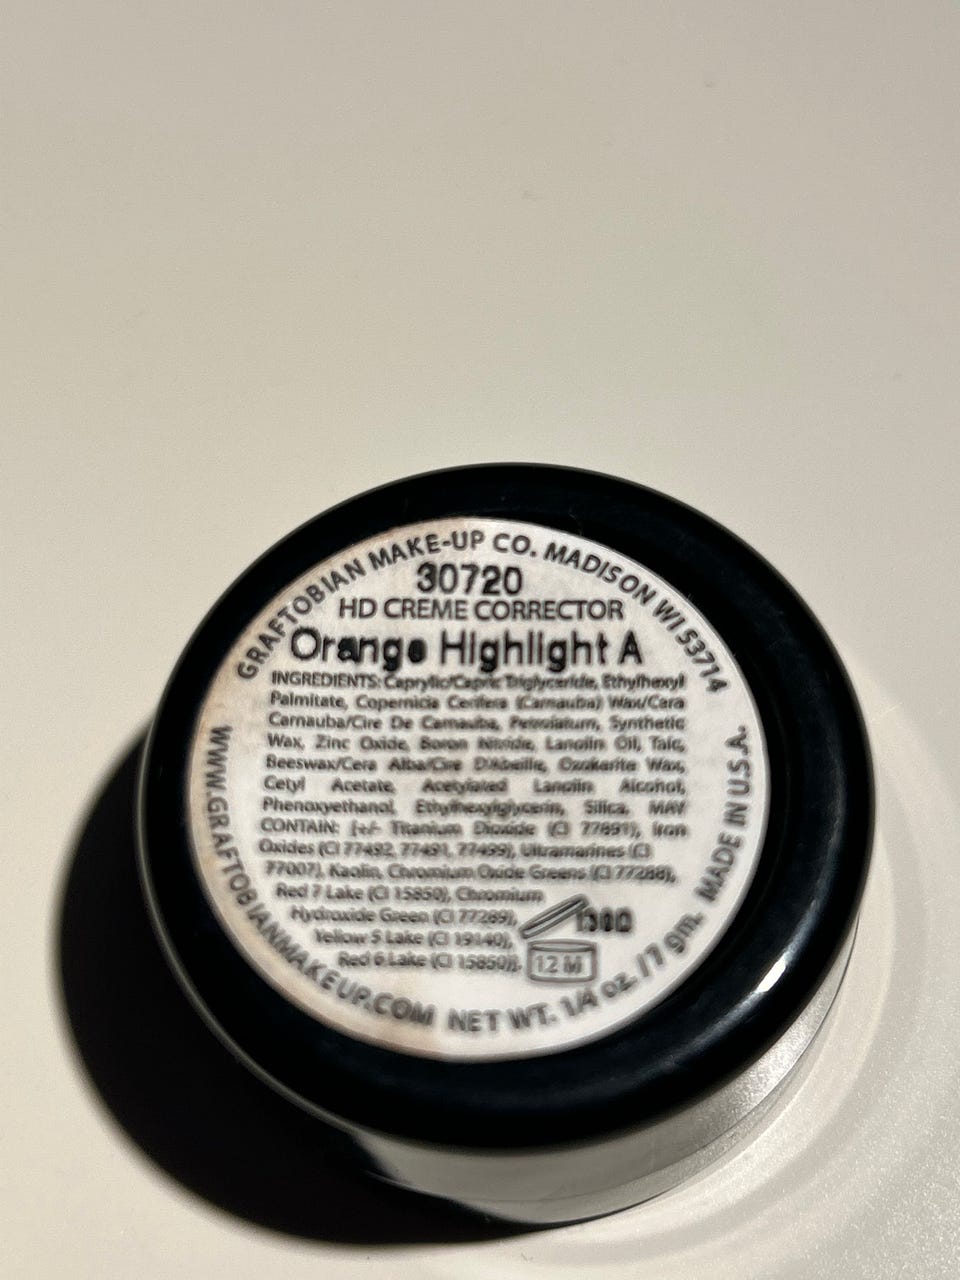 GRAFTOBIAN MAKE-UP CO. MADISON WI 53714
30720
HD CREME CORRECTOR
Orange Highlight A
INGREDIENTS: Caprylic/Capric Triglyceride, Ethylhexyl
Palmitate, Copernicia Cerifera (Carnauba) Wax/Cara
Carnauba/Cire De Carnauba, Petrolatum, Synthetic
Wax, Zinc Oxide, Boron Nitride, Lanolin Oil, Talc,
Beeswax/Cera Alba/Cire D'Abeille, Ozokerite Wax,
Cetyl Acetate, Acetylated Lanolin Alcohol,
Phenoxyethanol, Ethylhexylglycerin, Silica. MAY
CONTAIN: [+/- Titanium Dioxide (CI 77891), Iron
Oxides (CI 77492, 77491, 77499), Ultramarines (CI
77007), Kaolin, Chromium Oxide Greens (CI 77288),
Red 7 Lake (CI 15850), Chromium
Hydroxide Green (CI 77289),
Yellow 5 Lake (CI 19140),
Red 6 Lake (CI 15850)].
12 M
WWW.GRAFTOBIANMAKEUP.COM
NET WT. 1/4 oz. / 7 gm.
MADE IN U.S.A.